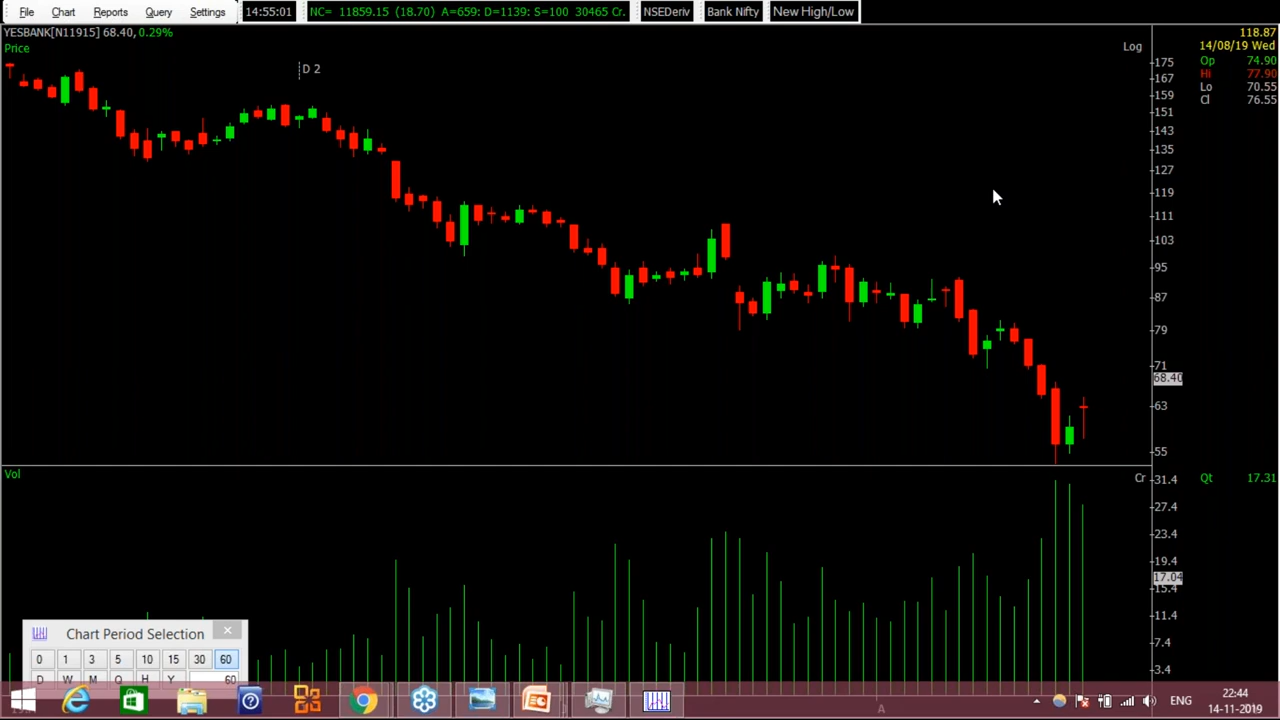 File Chart Reports Query Settings 14:55:01 NC= 11859.15 (18.70) A=659: D=1139: S=100 30465 Cr. NSEDeriv Bank Nifty New High/Low
YESBANK[N11915] 68.40, 0.29%
118.87
14/08/19 Wed
Price
Log
Op 74.90
Hi 77.90
Lo 70.55
Cl 76.55
D 2
175
167
159
151
143
135
127
119
111
103
95
87
79
71
68.40
63
55
Vol
Cr
31.4
Qt 17.31
27.4
23.4
19.4
17.04
15.4
11.4
7.4
3.4
Chart Period Selection
0 1 3 5 10 15 30 60
D W M Q H Y 60
A
ENG
22:44
14-11-2019